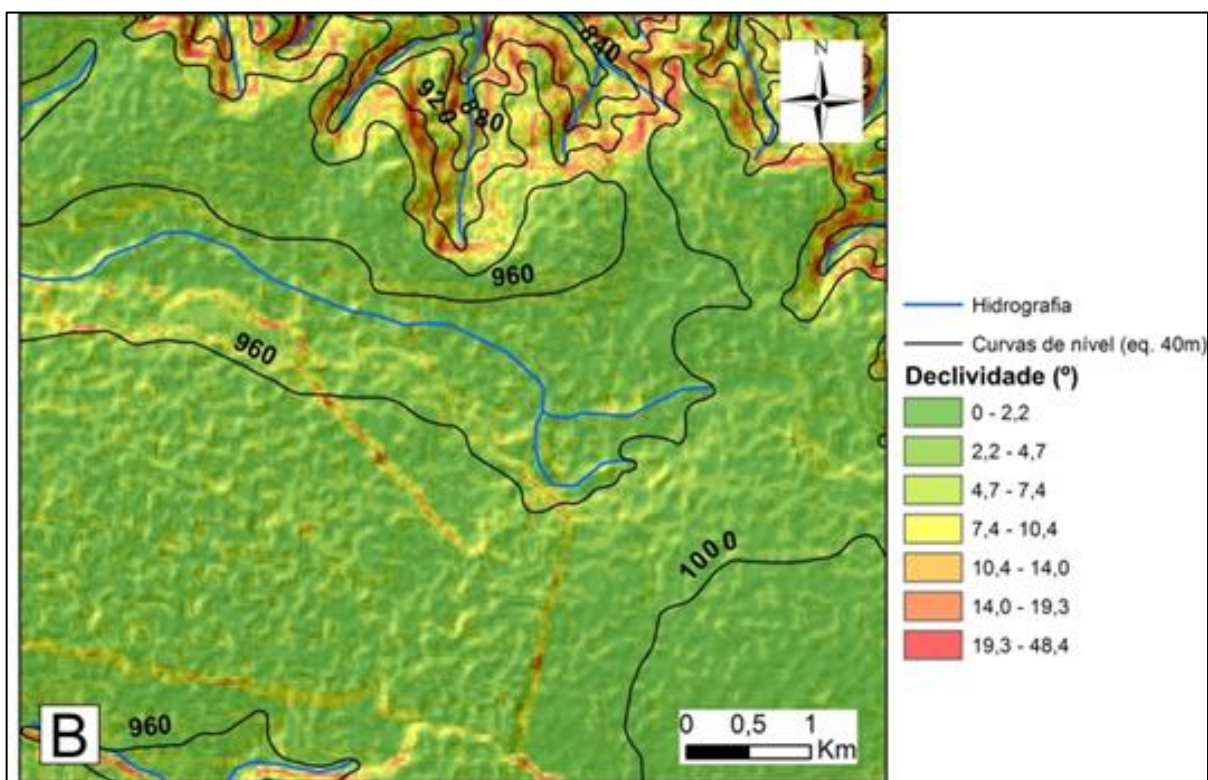 840
N
920
880
960
960
1000
960
B
0 0,5 1
Km
Hidrografia
Curvas de nível (eq. 40m)
Declividade (º)
0 - 2,2
2,2 - 4,7
4,7 - 7,4
7,4 - 10,4
10,4 - 14,0
14,0 - 19,3
19,3 - 48,4